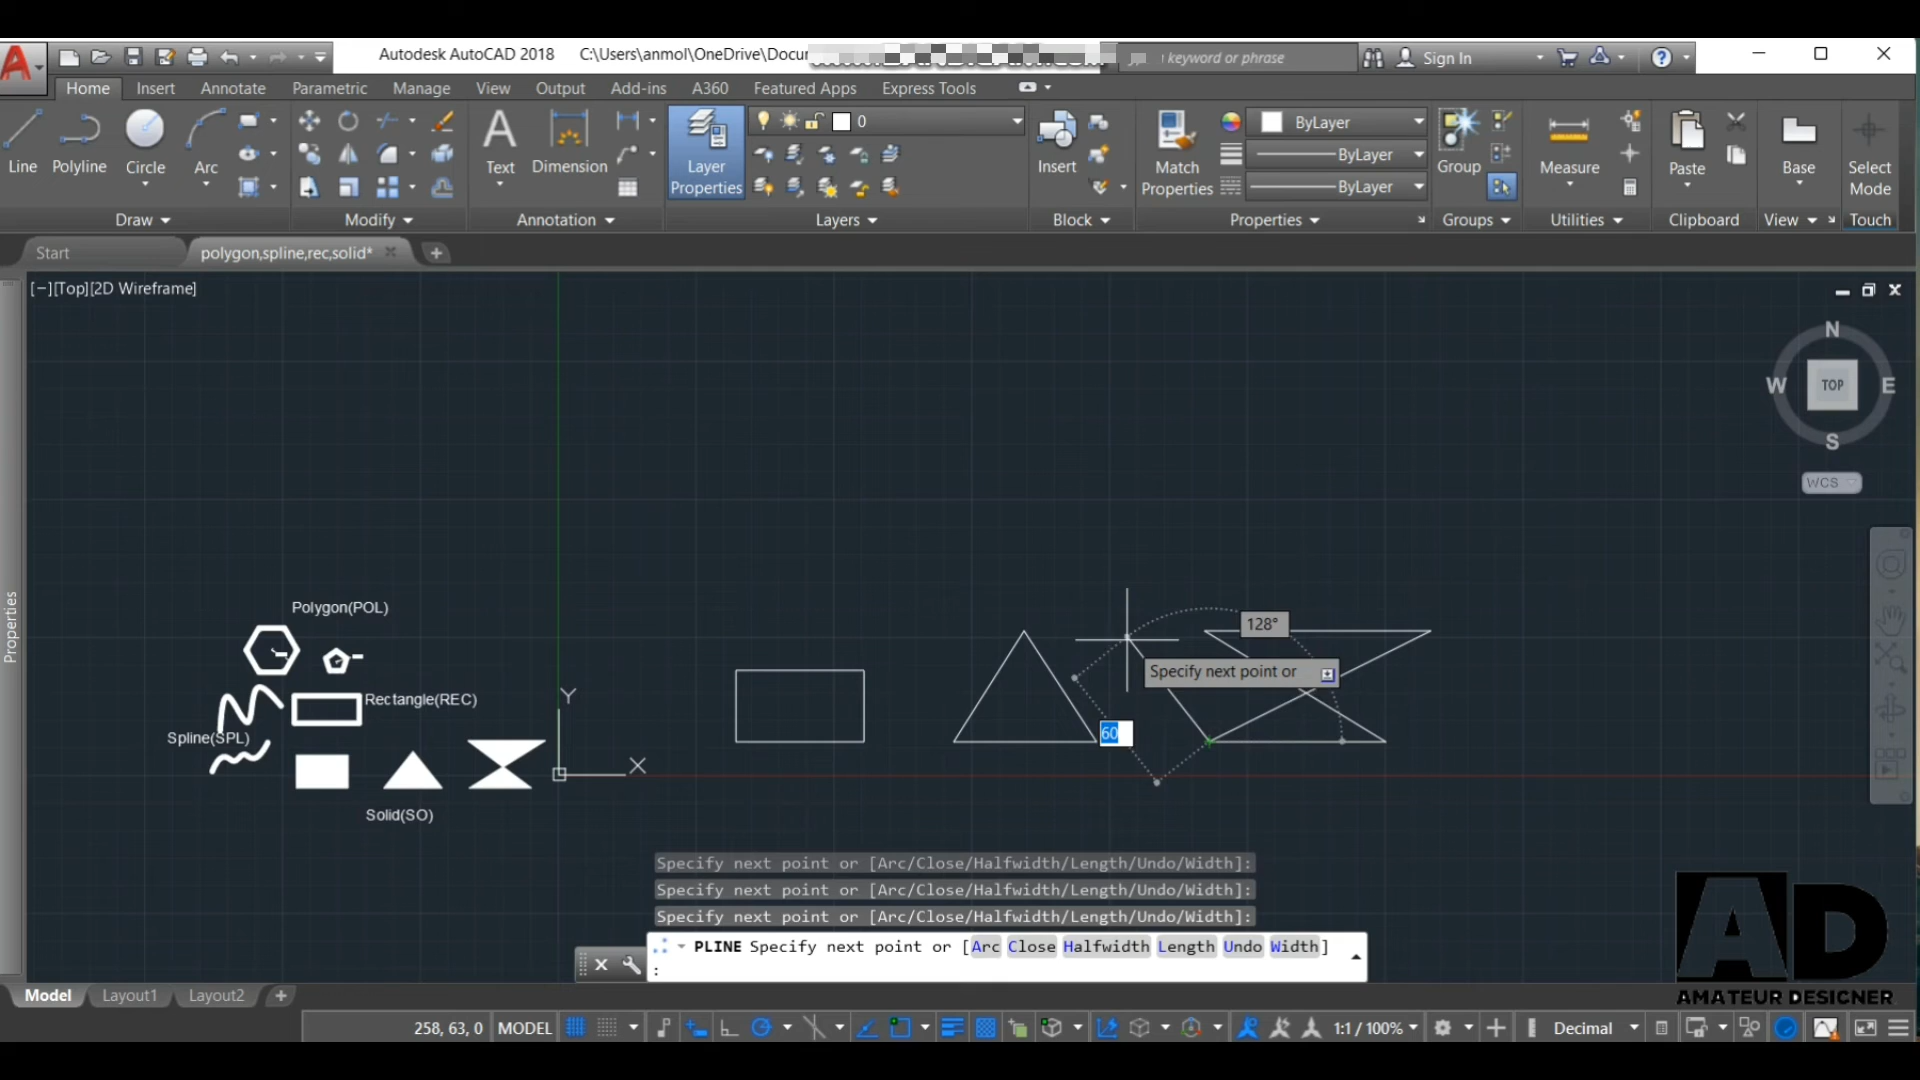 Autodesk AutoCAD 2018 C:\Users\anmol\OneDrive\Docu
keyword or phrase
Sign In
Home Insert Annotate Parametric Manage View Output Add-ins A360 Featured Apps Express Tools
0
ByLayer
ByLayer
ByLayer
Line Polyline Circle Arc
Text Dimension
Layer Properties
Insert
Match Properties
Group
Measure
Paste
Base
Select Mode
Draw Modify Annotation Layers Block Properties Groups Utilities Clipboard View Touch
Start polygon,spline,rec,solid*
[−][Top][2D Wireframe]
N
W TOP E
S
WCS
Properties
Polygon(POL)
Rectangle(REC)
Spline(SPL)
Solid(SO)
Y
X
128°
Specify next point or
60
Specify next point or [Arc/Close/Halfwidth/Length/Undo/Width]:
Specify next point or [Arc/Close/Halfwidth/Length/Undo/Width]:
Specify next point or [Arc/Close/Halfwidth/Length/Undo/Width]:
PLINE Specify next point or [Arc Close Halfwidth Length Undo Width]
:
AD
AMATEUR DESIGNER
Model Layout1 Layout2
258, 63, 0 MODEL 1:1 / 100% Decimal